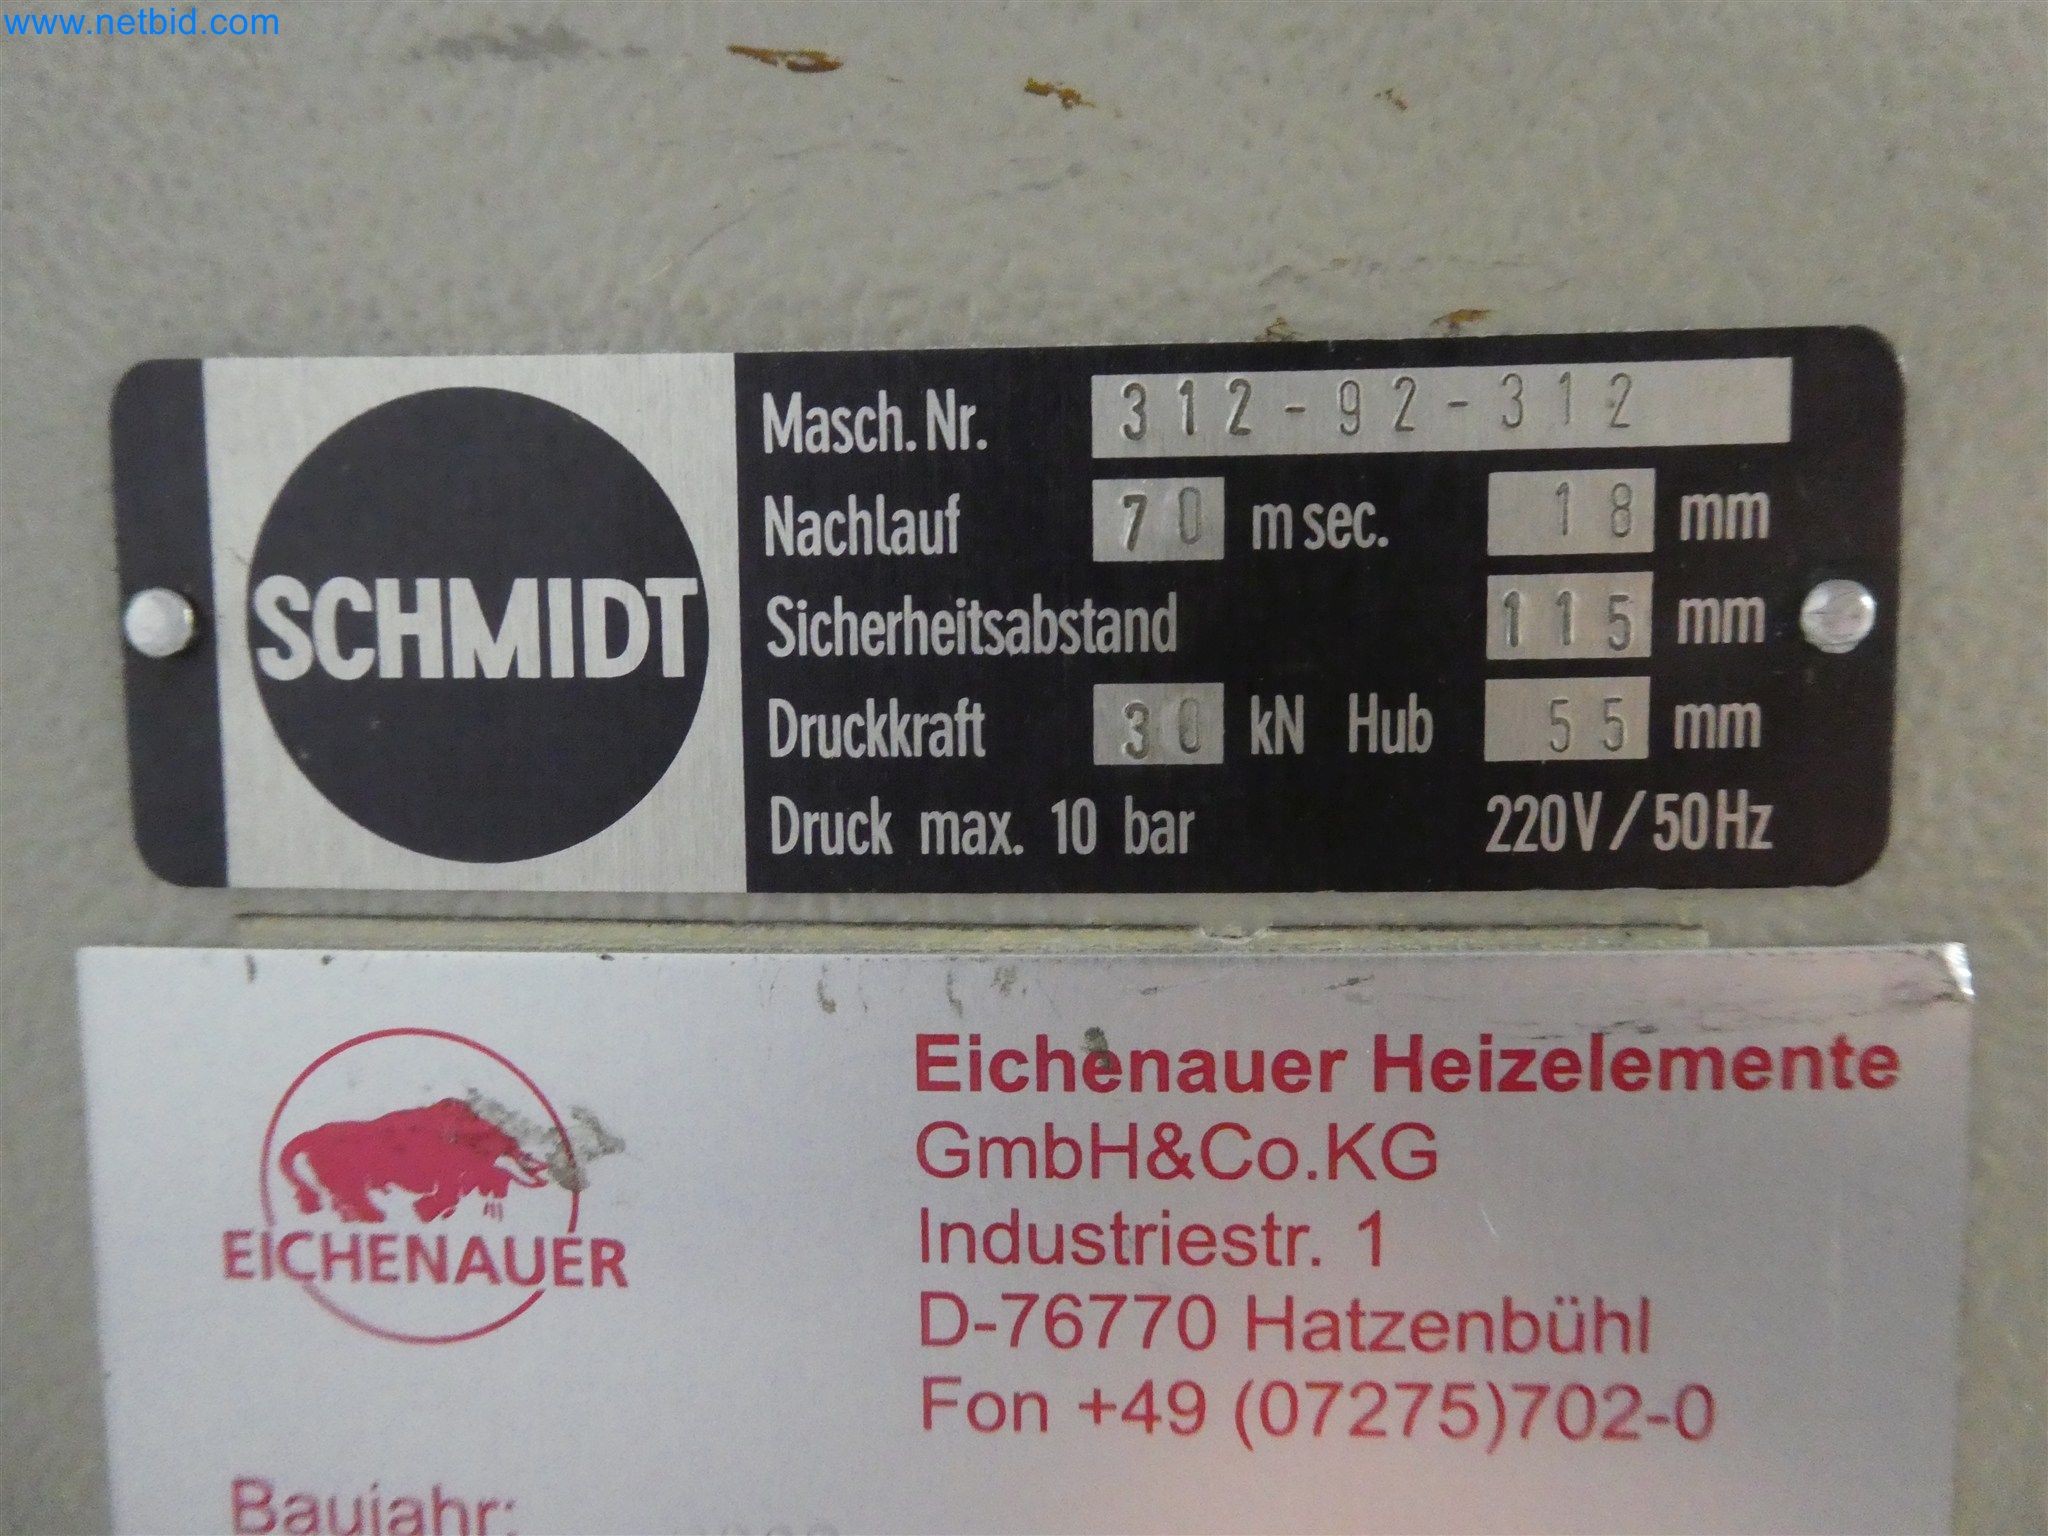 www.netbid.com
SCHMIDT
Masch. Nr. 312-92-312
Nachlauf 70 m sec. 18 mm
Sicherheitsabstand 115 mm
Druckkraft 30 kN Hub 55 mm
Druck max. 10 bar 220V/50Hz
EICHENAUER
Eichenauer Heizelemente
GmbH&Co.KG
Industriestr. 1
D-76770 Hatzenbühl
Fon +49 (07275)702-0
Baujahr: